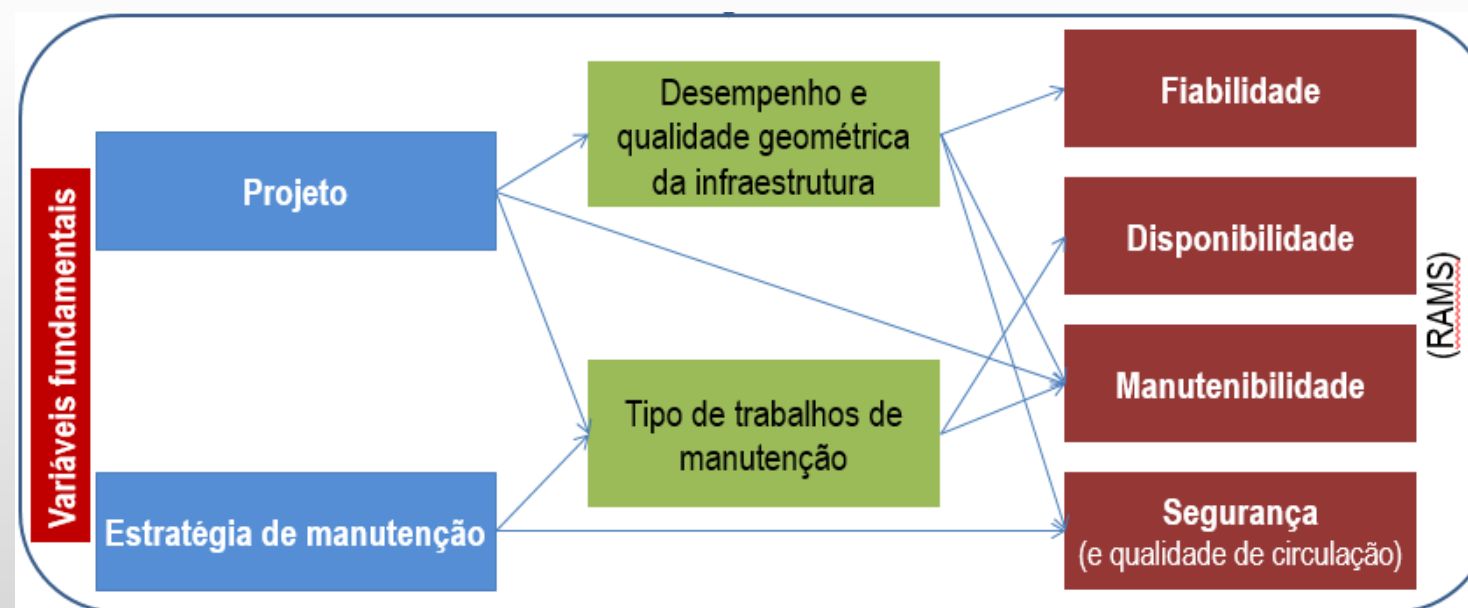 Variáveis fundamentais
Projeto
Estratégia de manutenção
Desempenho e
qualidade geométrica
da infraestrutura
Tipo de trabalhos de
manutenção
Fiabilidade
Disponibilidade
Manutenibilidade
Segurança
(e qualidade de circulação)
(RAMS)